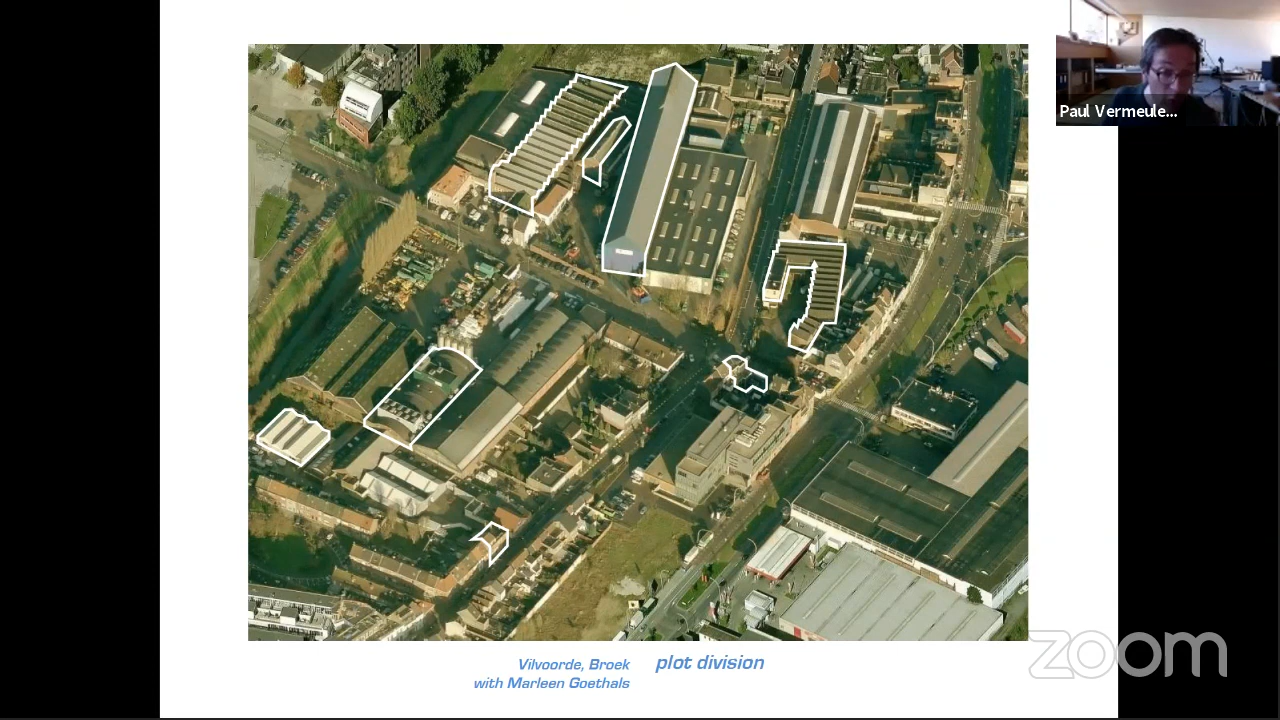 Paul Vermeule...
Vilvoorde, Broek
plot division
with Marleen Goethals
zoom